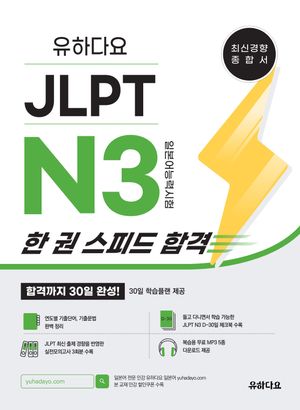 유하다요
최신경향
종합서
JLPT
N3
일본어능력시험
한 권 스피드 합격
합격까지 30일 완성!
30일 학습플랜 제공
연도별 기출단어, 기출문법
완벽 정리
들고 다니면서 학습 가능한
JLPT N3 D-30일 체크북 수록
D-30
JLPT 최신 출제 경향을 반영한
실전모의고사 3회분 수록
복습용 무료 MP3 5종
다운로드 제공
yuhadayo.com
일본어 전문 인강 유하다요 일본어 yuhadayo.com
본 교재 인강 할인쿠폰 수록
유하다요